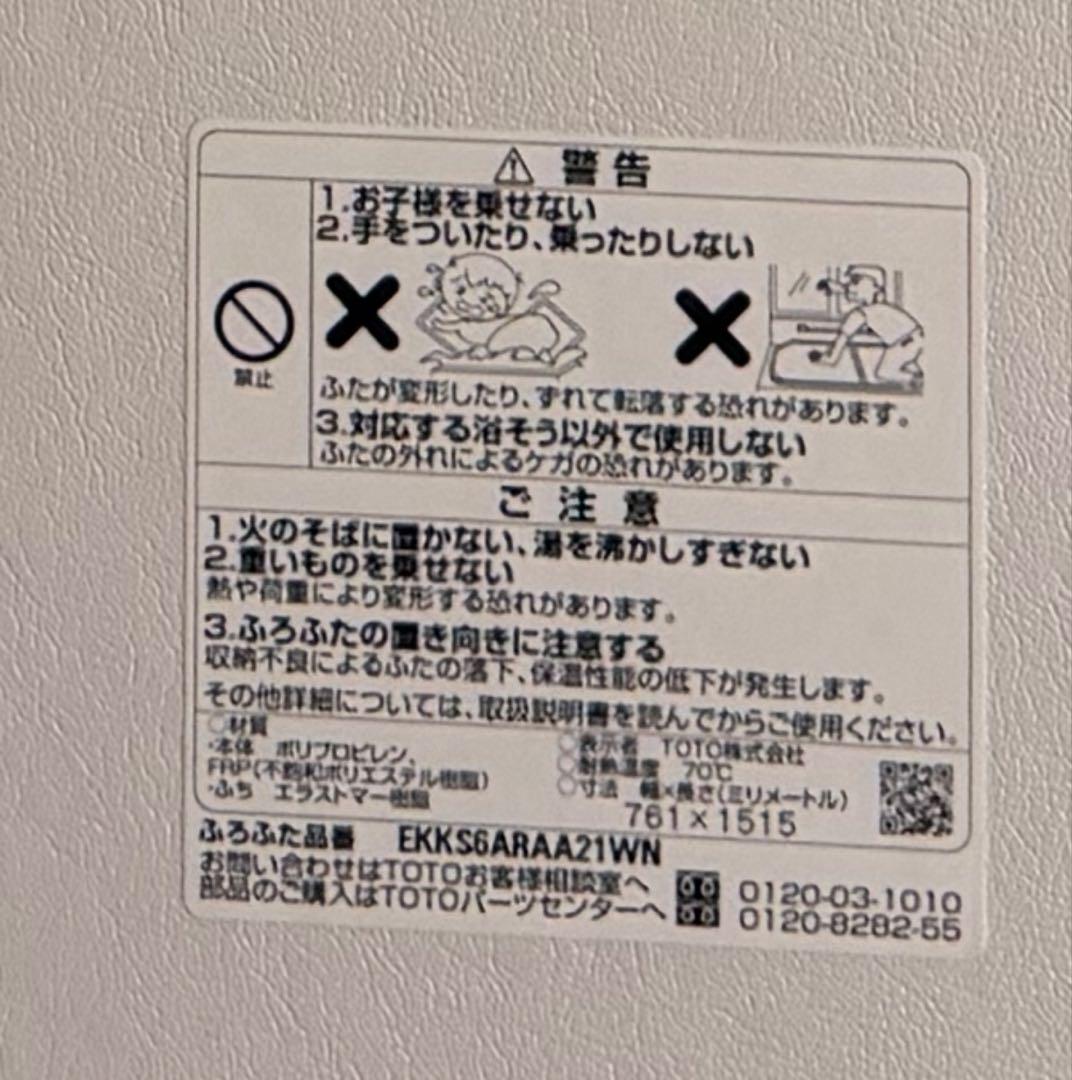 警告
1.お子様を乗せない
2.手をついたり、乗ったりしない
禁止
ふたが変形したり、ずれて転落する恐れがあります。
3.対応する浴そう以外で使用しない
ふたの外れによるケガの恐れがあります。
ご注意
1.火のそばに置かない、湯を沸かしすぎない
2.重いものを乗せない
熱や荷重により変形する恐れがあります。
3.ふろふたの置き向きに注意する
収納不良によるふたの落下、保温性能の低下が発生します。
その他詳細については、取扱説明書を読んでからご使用ください。
○材質
・本体 ポリプロピレン、
FRP(不飽和ポリエステル樹脂)
・ふち エラストマー樹脂
○表示者 TOTO株式会社
○耐熱温度 70℃
○寸法 幅×長さ(ミリメートル)
761×1515
ふろふた品番 EKKS6ARAA21WN
お問い合わせはTOTOお客様相談室へ 0120-03-1010
部品のご購入はTOTOパーツセンターへ 0120-8282-55